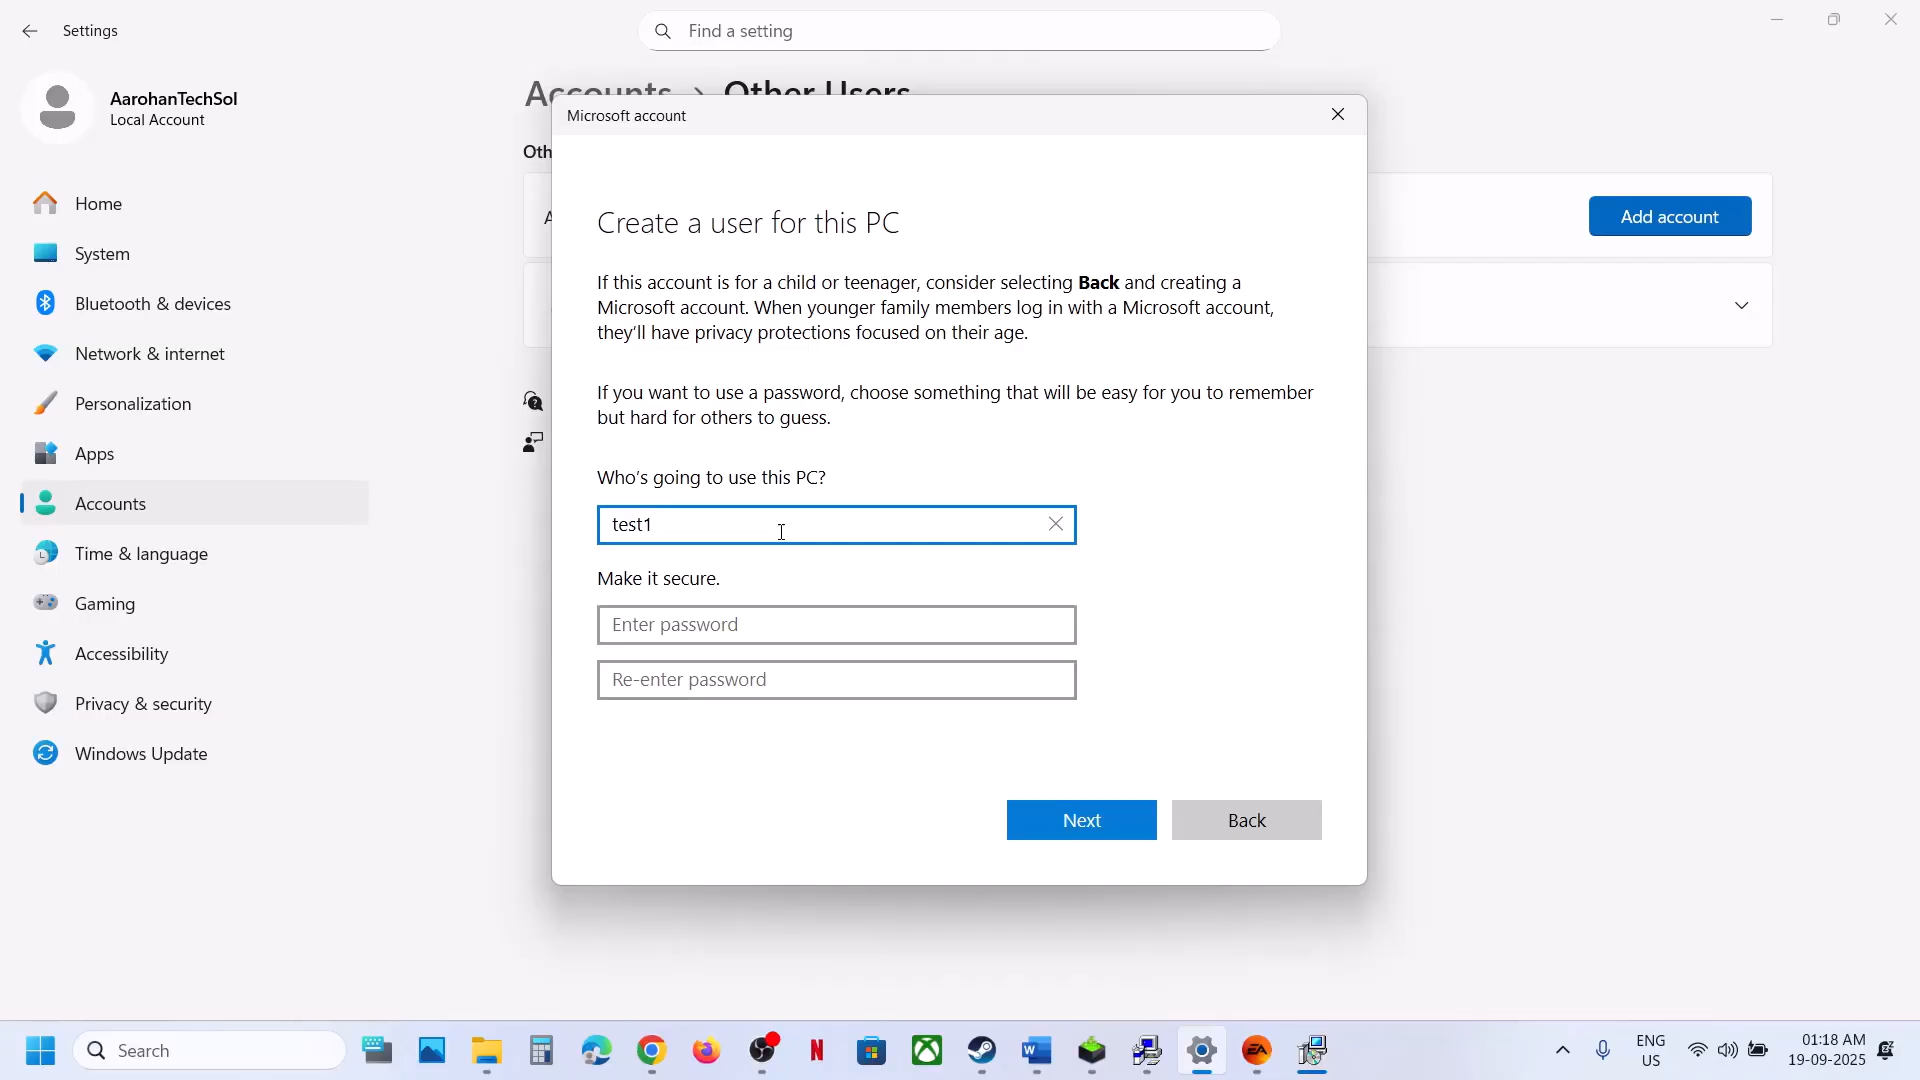 Settings
Find a setting
AarohanTechSol
Local Account
Home
System
Bluetooth & devices
Network & internet
Personalization
Apps
Accounts
Time & language
Gaming
Accessibility
Privacy & security
Windows Update
Accounts > Other Users
Oth
A
Add account
Microsoft account
Create a user for this PC
If this account is for a child or teenager, consider selecting Back and creating a
Microsoft account. When younger family members log in with a Microsoft account,
they'll have privacy protections focused on their age.
If you want to use a password, choose something that will be easy for you to remember
but hard for others to guess.
Who's going to use this PC?
test1
Make it secure.
Enter password
Re-enter password
Next
Back
Search
ENG
US
01:18 AM
19-09-2025